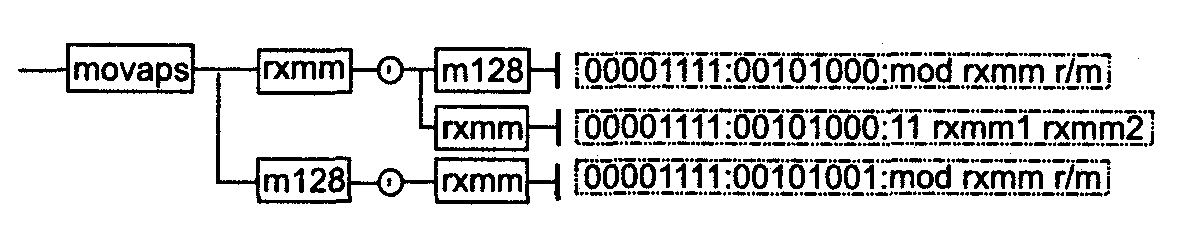 movaps rxmm , m128 00001111:00101000:mod rxmm r/m
rxmm 00001111:00101000:11 rxmm1 rxmm2
m128 , rxmm 00001111:00101001:mod rxmm r/m